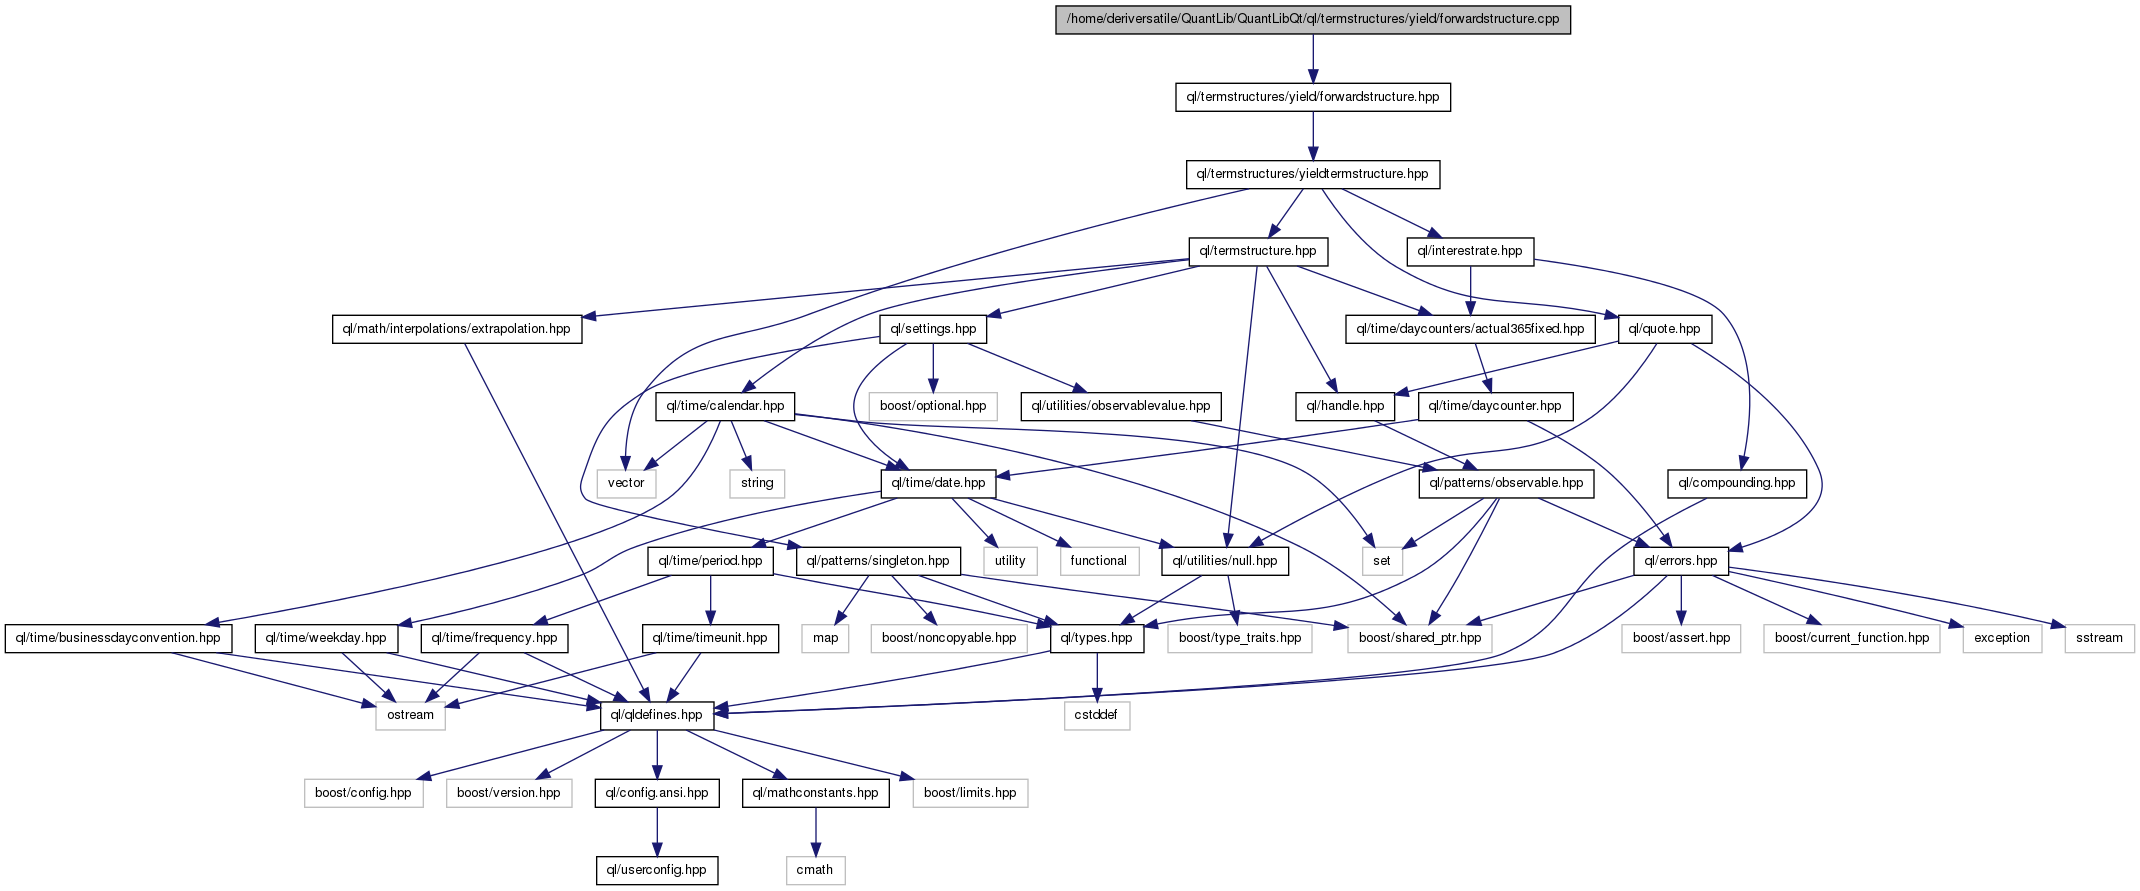 /home/deriversatile/QuantLib/QuantLibQt/ql/termstructures/yield/forwardstructure.cpp
ql/termstructures/yield/forwardstructure.hpp
ql/termstructures/yieldtermstructure.hpp
ql/termstructure.hpp
ql/interestrate.hpp
ql/math/interpolations/extrapolation.hpp
ql/settings.hpp
ql/time/daycounters/actual365fixed.hpp
ql/quote.hpp
ql/time/calendar.hpp
boost/optional.hpp
ql/utilities/observablevalue.hpp
ql/handle.hpp
ql/time/daycounter.hpp
vector
string
ql/time/date.hpp
ql/patterns/observable.hpp
ql/compounding.hpp
ql/time/period.hpp
ql/patterns/singleton.hpp
utility
functional
ql/utilities/null.hpp
set
ql/errors.hpp
ql/time/businessdayconvention.hpp
ql/time/weekday.hpp
ql/time/frequency.hpp
ql/time/timeunit.hpp
map
boost/noncopyable.hpp
ql/types.hpp
boost/type_traits.hpp
boost/shared_ptr.hpp
boost/assert.hpp
boost/current_function.hpp
exception
sstream
ostream
ql/qldefines.hpp
cstddef
boost/config.hpp
boost/version.hpp
ql/config.ansi.hpp
ql/mathconstants.hpp
boost/limits.hpp
ql/userconfig.hpp
cmath